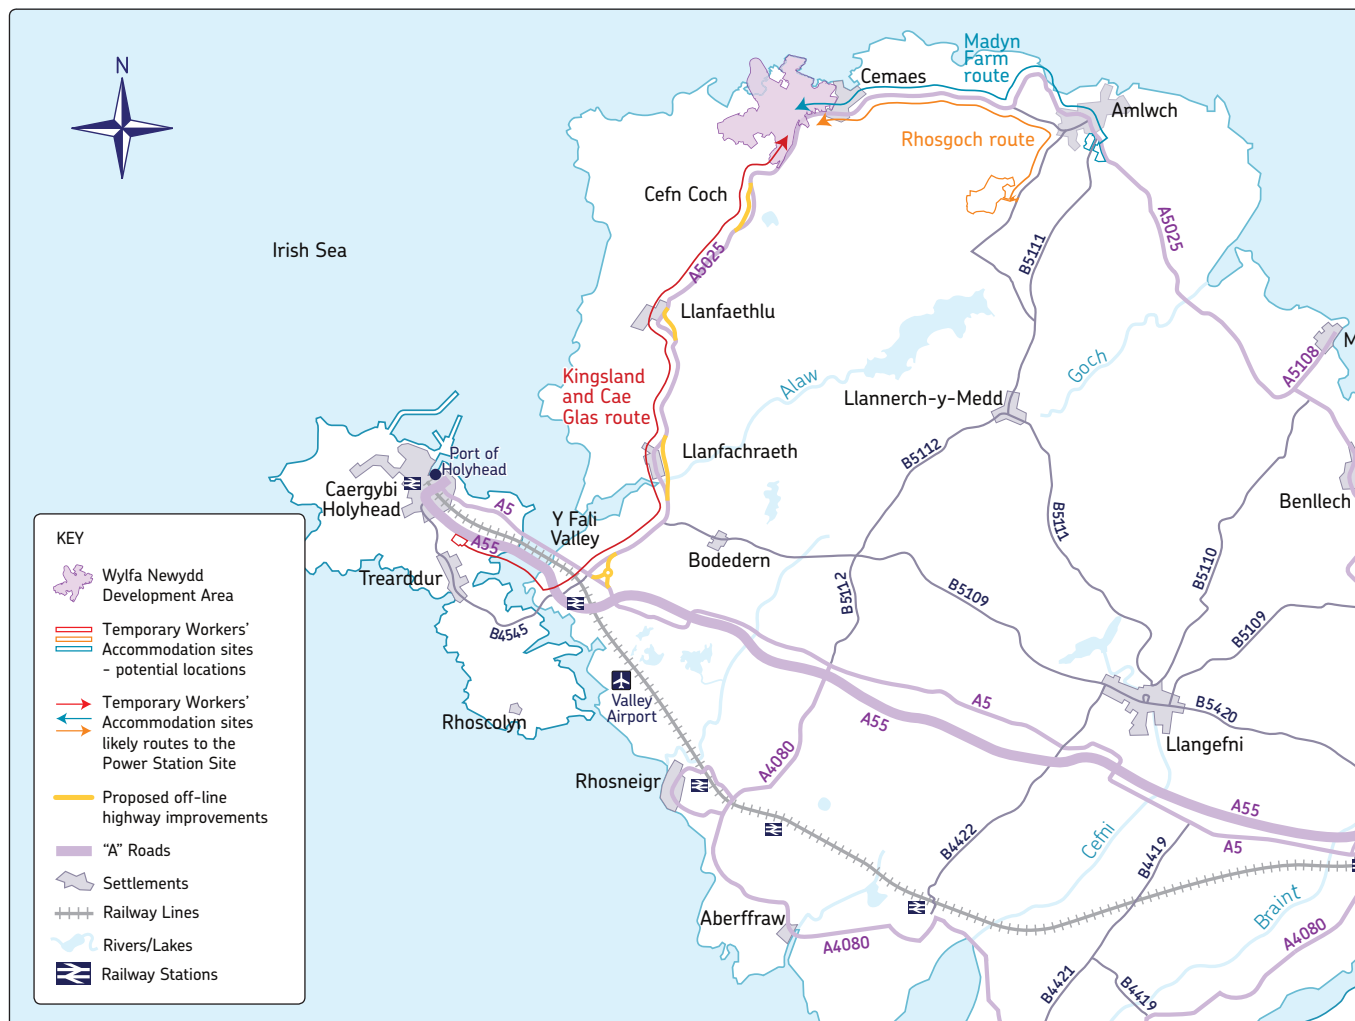 N
Irish Sea
Madyn
Farm
route
Cemaes
Amlwch
Rhosgoch route
Cefn Coch
A5025
A5025
B5111
Llanfaethlu
Goch
A5108
M
Kingsland
and Cae
Glas route
Alaw
Llannerch-y-Medd
Port of
Holyhead
Caergybi
Holyhead
Llanfachraeth
B5112
Benllech
A5
Y Fali
Valley
B5111
A55
Bodedern
B5110
Trearddur
B5112
B5109
B5109
B4545
Valley
Airport
Rhoscolyn
A5
A55
B5420
Llangefni
Rhosneigr
A4080
A55
A5
B4422
Cefni
B4419
Braint
Aberffraw
A4080
A4080
B4421
B4419
KEY
Wylfa Newydd
Development Area
Temporary Workers’
Accommodation sites
– potential locations
Temporary Workers’
Accommodation sites
likely routes to the
Power Station Site
Proposed off-line
highway improvements
“A” Roads
Settlements
Railway Lines
Rivers/Lakes
Railway Stations